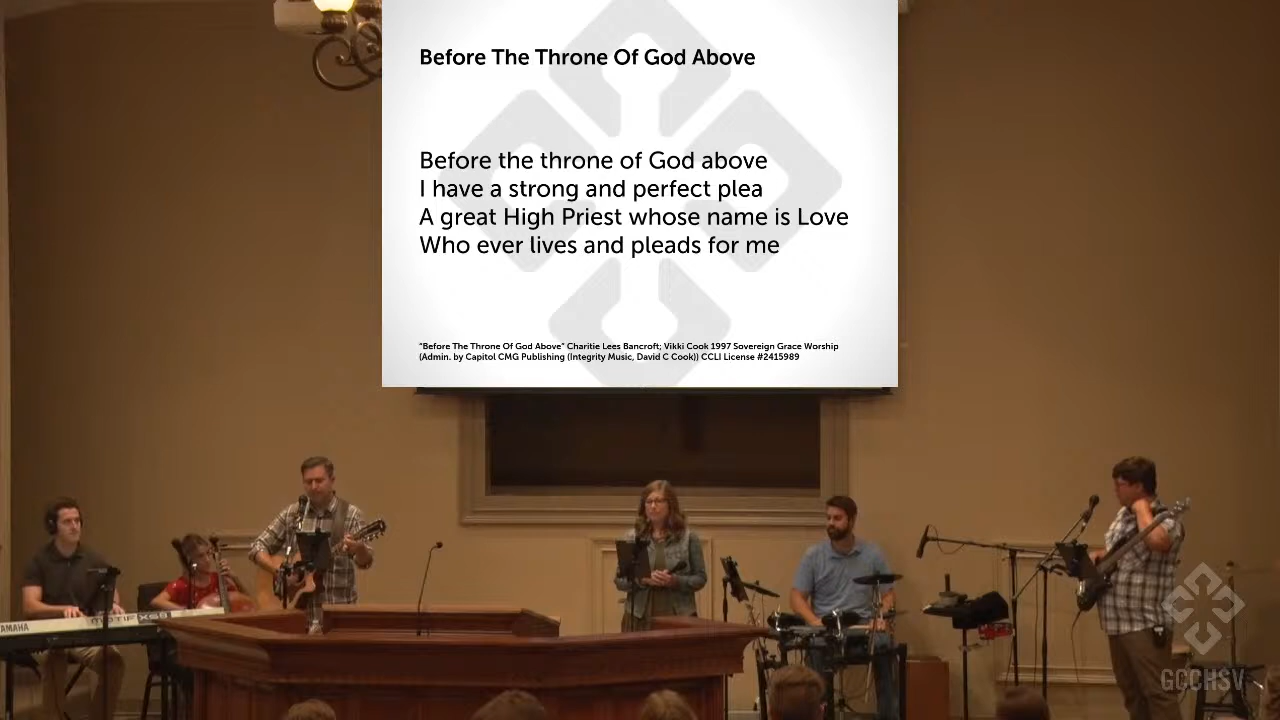 Before The Throne Of God Above
Before the throne of God above
I have a strong and perfect plea
A great High Priest whose name is Love
Who ever lives and pleads for me
"Before The Throne Of God Above" Charitie Lees Bancroft; Vikki Cook 1997 Sovereign Grace Worship
(Admin. by Capitol CMG Publishing (Integrity Music, David C Cook)) CCLI License #2415989
YAMAHA MOTIF XS8
GCCHSV